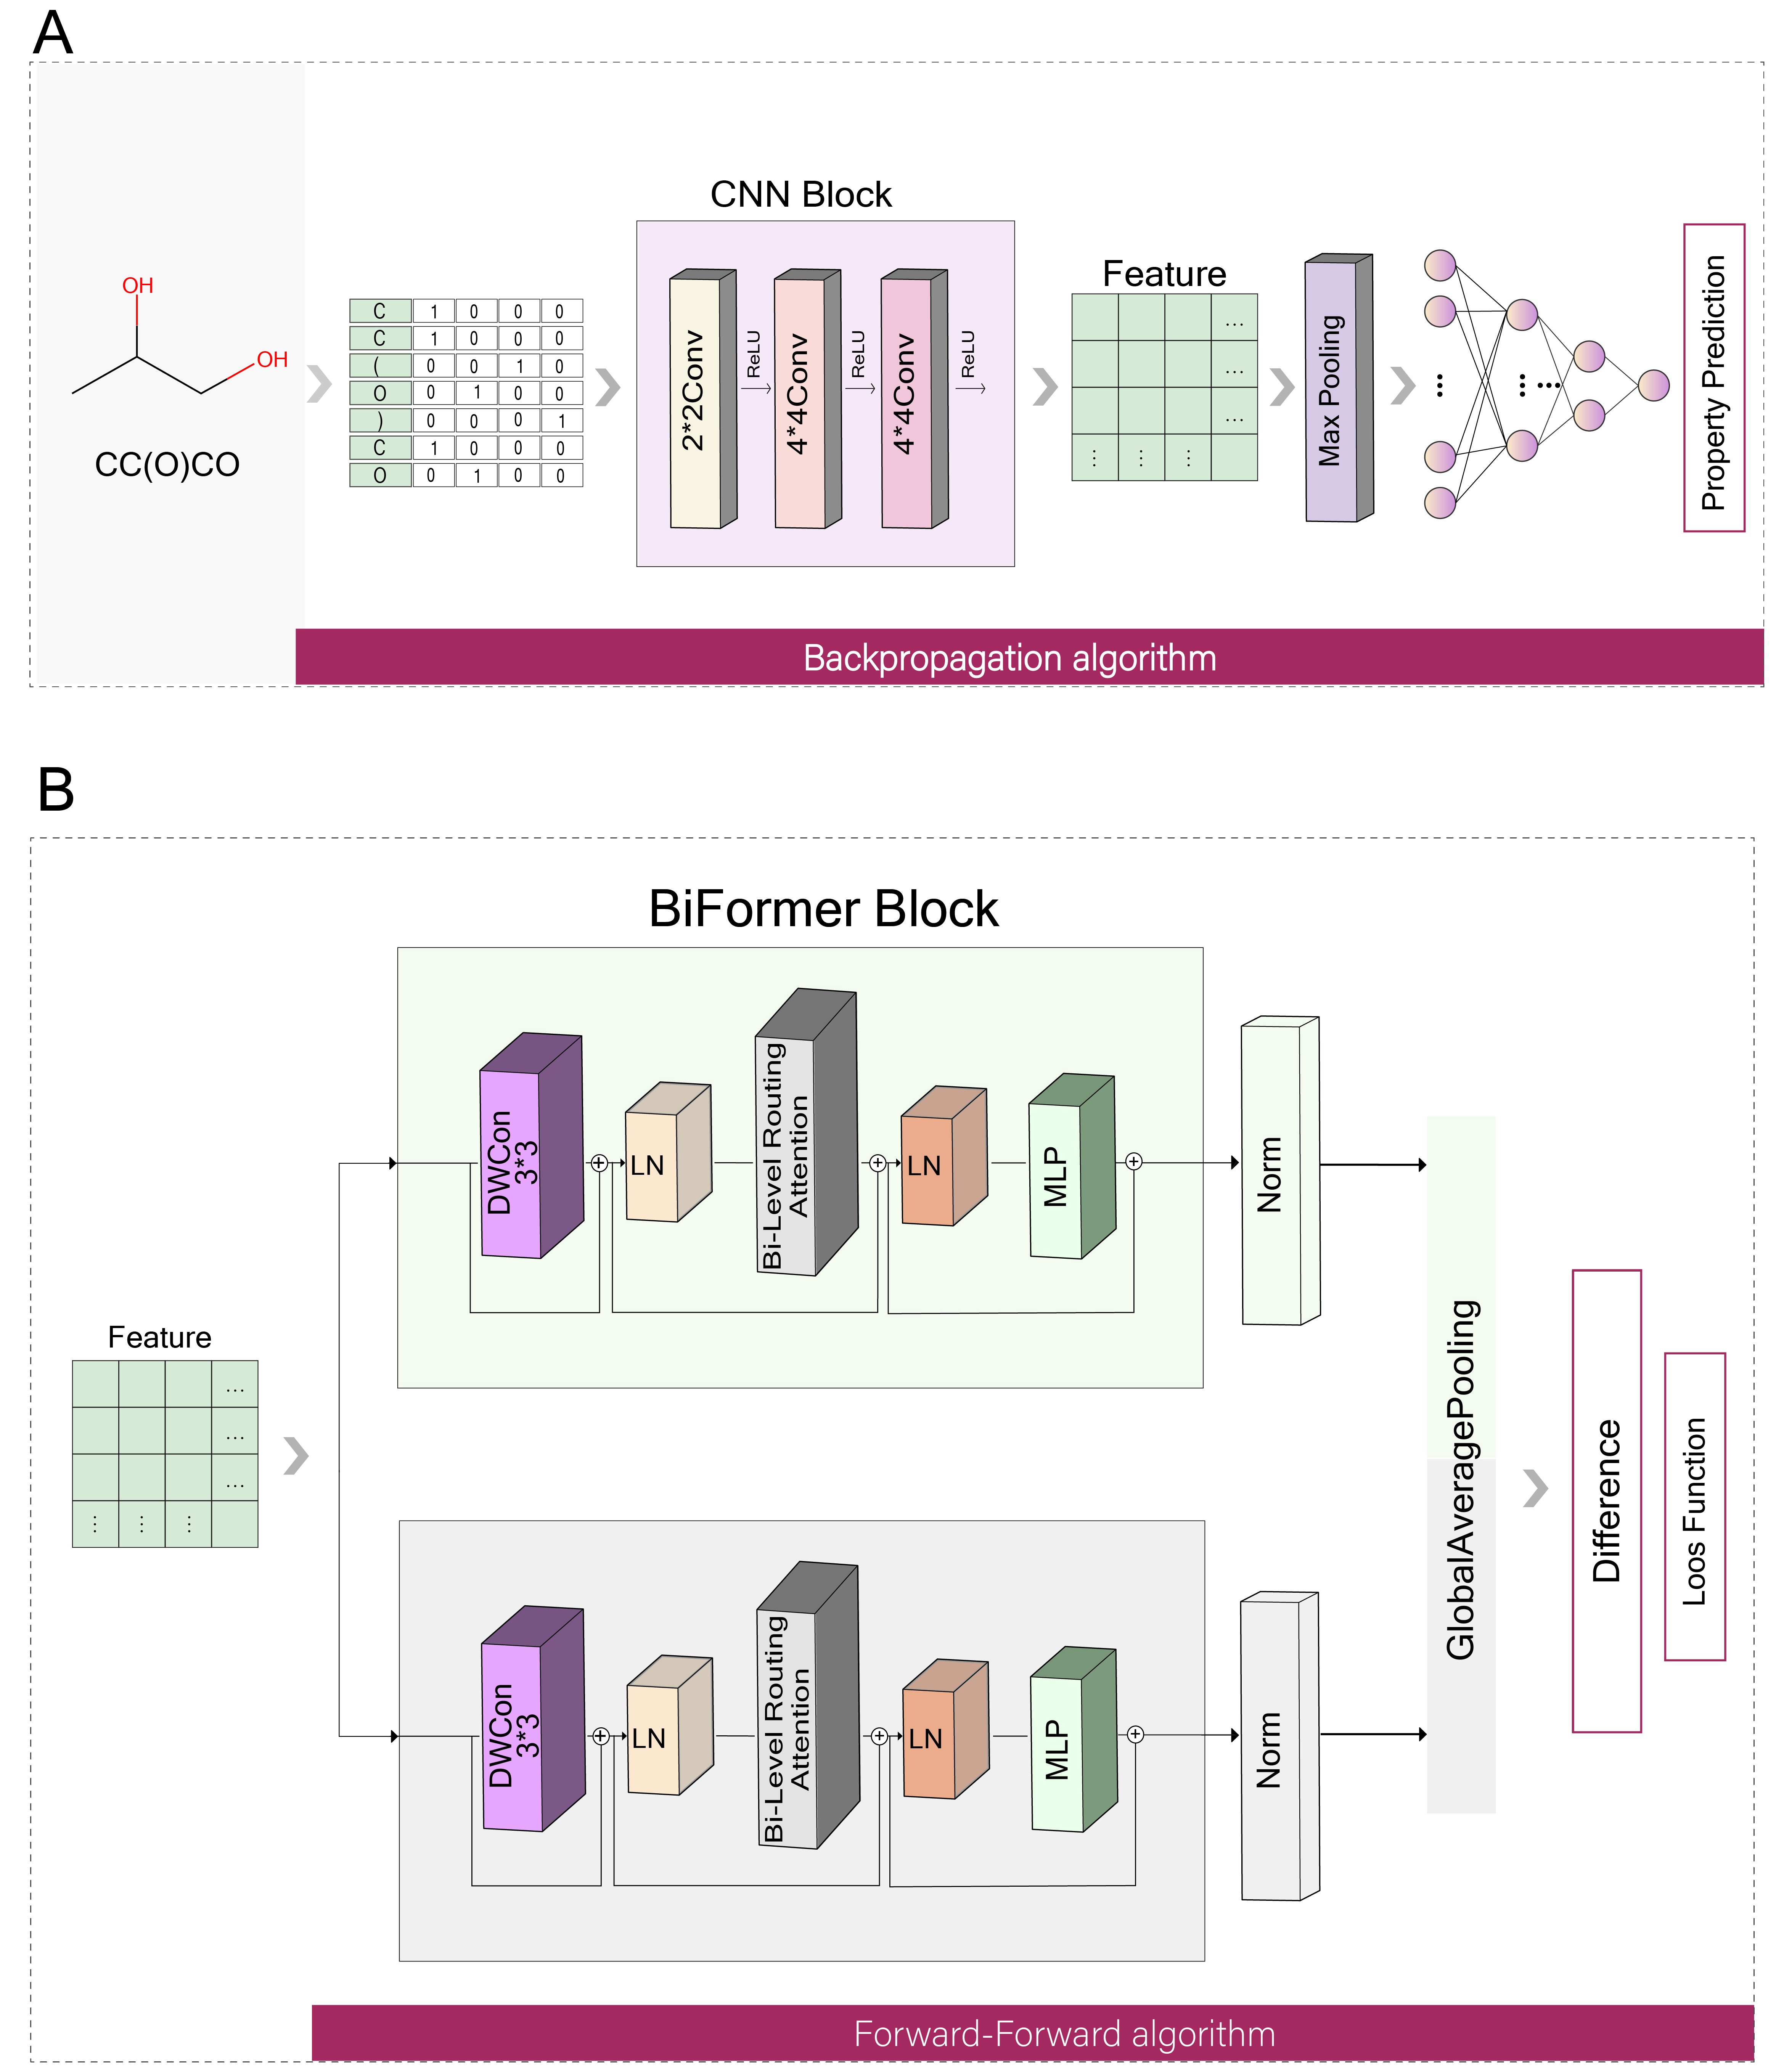 A
CNN Block
OH
OH
CC(O)CO
C 1 0 0 0
C 1 0 0 0
( 0 0 1 0
O 0 1 0 0
) 0 0 0 1
C 1 0 0 0
O 0 1 0 0
2*2Conv
ReLU
4*4Conv
ReLU
4*4Conv
ReLU
Feature
...
...
...
⋮ ⋮ ⋮
Max Pooling
Property Prediction
Backpropagation algorithm
B
BiFormer Block
Feature
...
...
...
⋮ ⋮ ⋮
DWCon
3*3
LN
Bi-Level Routing
Attention
LN
MLP
Norm
DWCon
3*3
LN
Bi-Level Routing
Attention
LN
MLP
Norm
GlobalAveragePooling
Difference
Loos Function
Forward-Forward algorithm